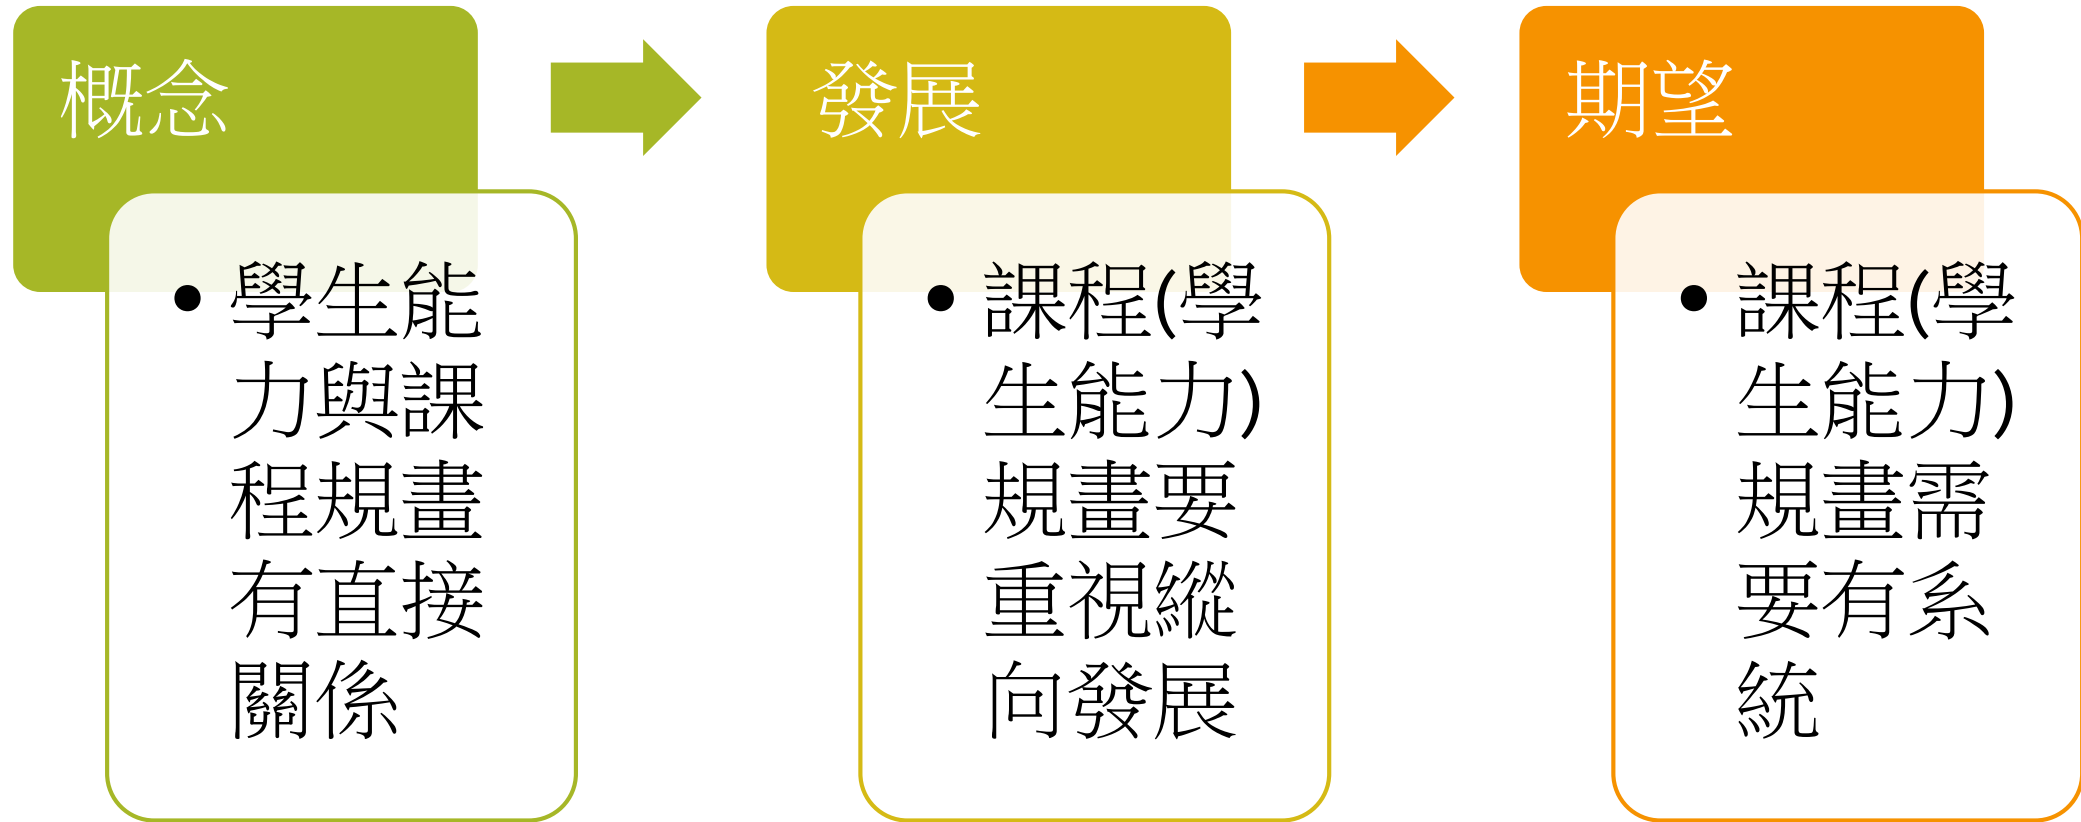 概念
• 學生能
力與課
程規畫
有直接
關係
發展
• 課程(學
生能力)
規畫要
重視縱
向發展
期望
• 課程(學
生能力)
規畫需
要有系
統